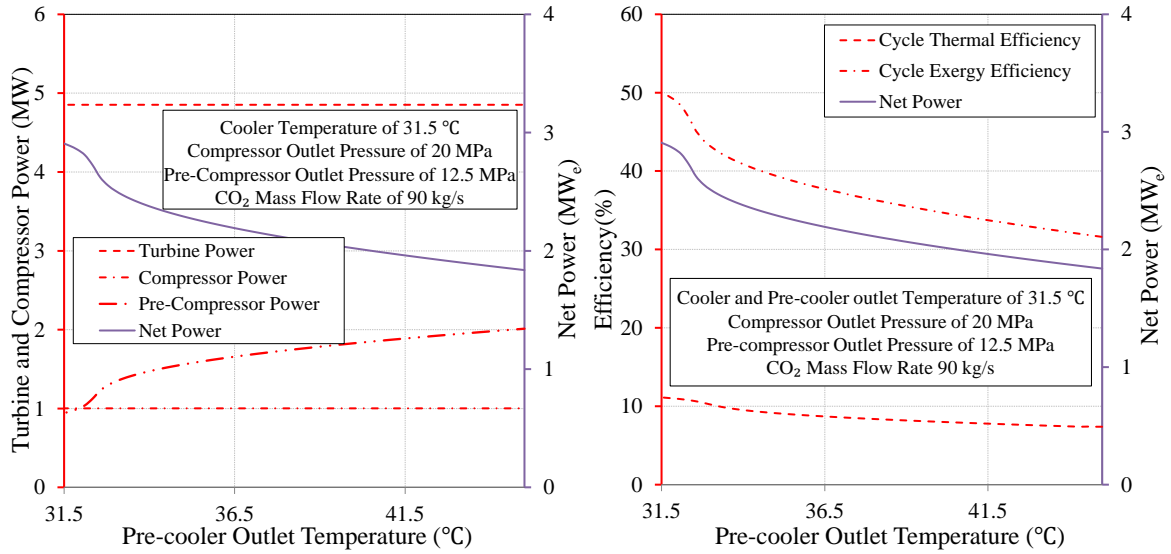 6
5
4
3
2
1
0
Turbine and Compressor Power (MW)
Cooler Temperature of 31.5 ℃
Compressor Outlet Pressure of 20 MPa
Pre-Compressor Outlet Pressure of 12.5 MPa
CO₂ Mass Flow Rate of 90 kg/s
Turbine Power
Compressor Power
Pre-Compressor Power
Net Power
4
3
2
1
0
Net Power (MWₑ)
31.5
36.5
41.5
Pre-cooler Outlet Temperature (℃)
60
50
40
30
20
10
0
Efficiency(%)
Cycle Thermal Efficiency
Cycle Exergy Efficiency
Net Power
Cooler and Pre-cooler outlet Temperature of 31.5 ℃
Compressor Outlet Pressure of 20 MPa
Pre-compressor Outlet Pressure of 12.5 MPa
CO₂ Mass Flow Rate 90 kg/s
4
3
2
1
0
Net Power (MWₑ)
31.5
36.5
41.5
Pre-cooler Outlet Temperature (℃)